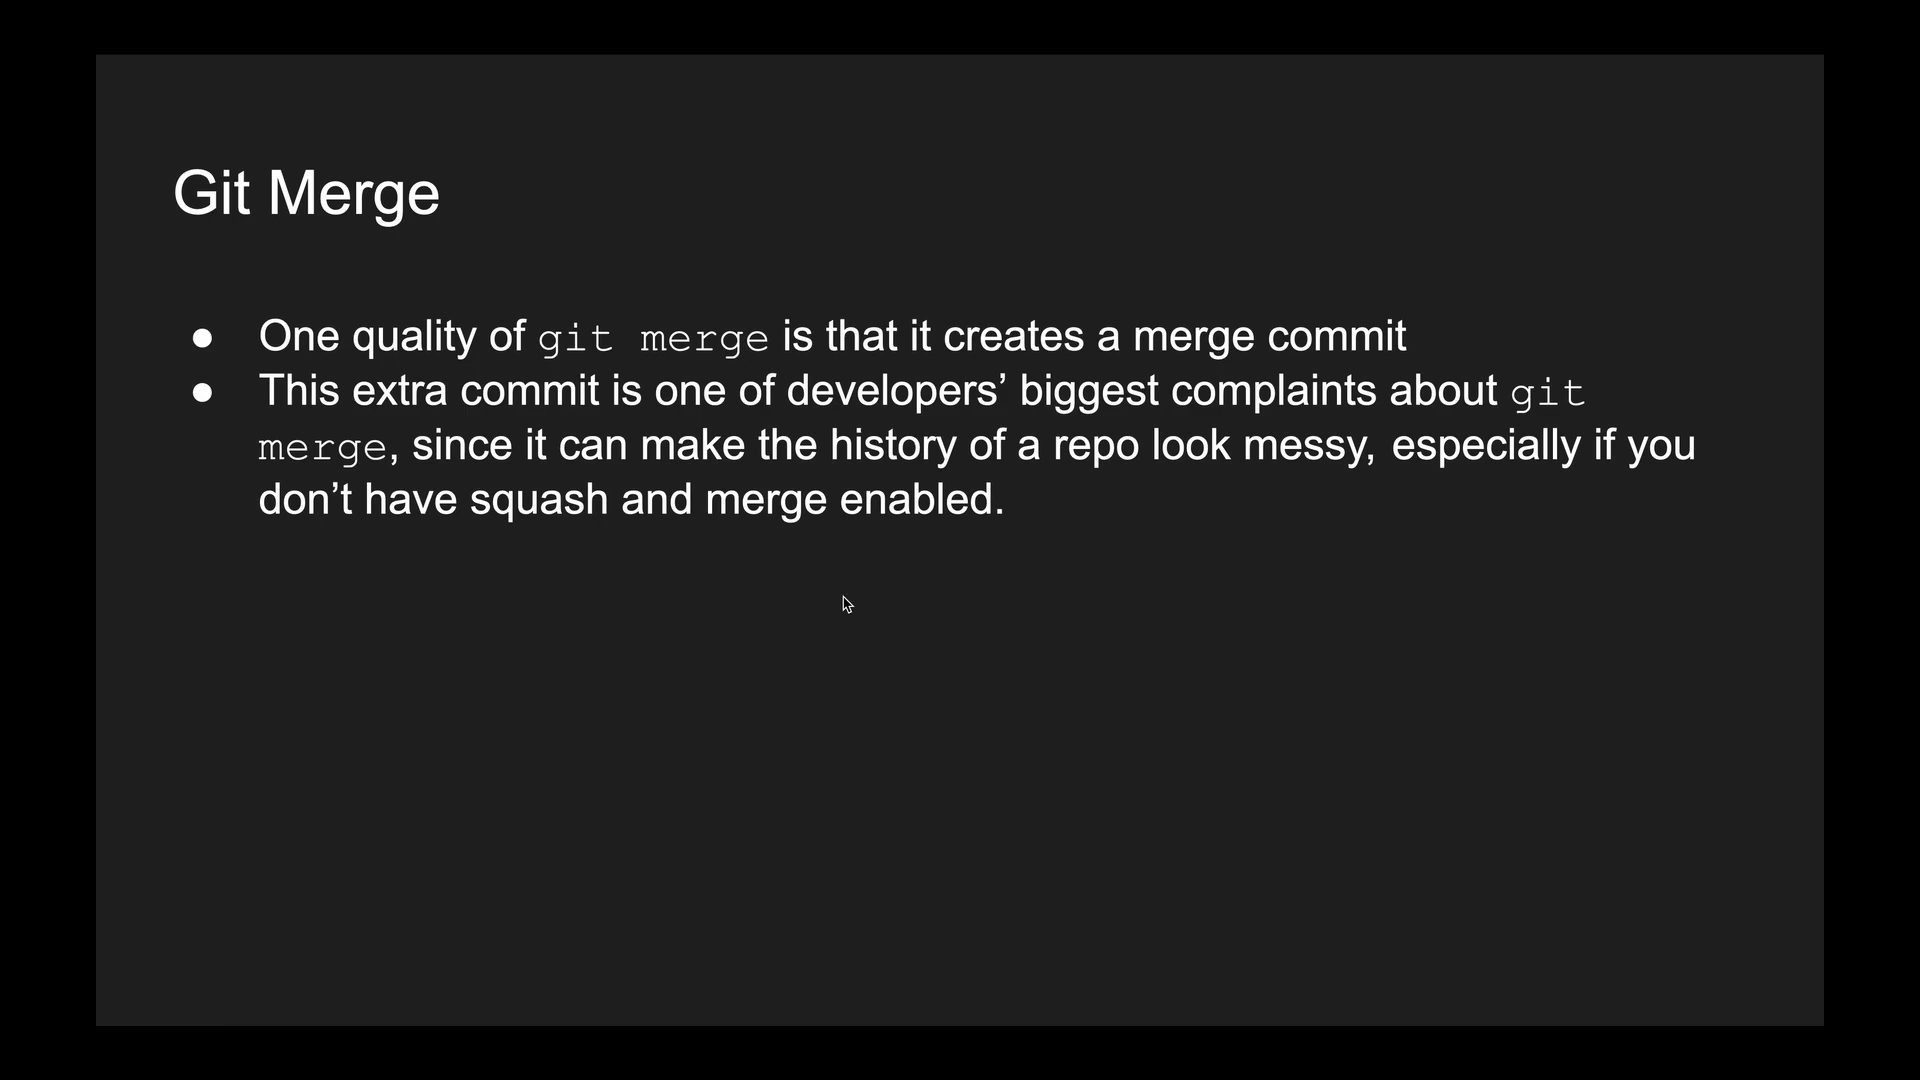 Git Merge
● One quality of git merge is that it creates a merge commit
● This extra commit is one of developers’ biggest complaints about git
merge, since it can make the history of a repo look messy, especially if you
don’t have squash and merge enabled.